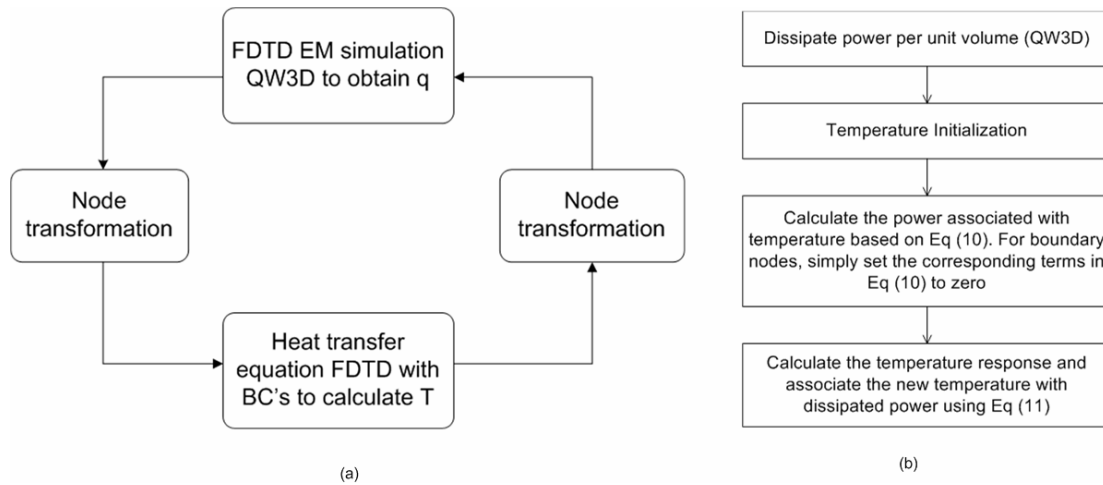 FDTD EM simulation
QW3D to obtain q
Node
transformation
Node
transformation
Heat transfer
equation FDTD with
BC's to calculate T
(a)
Dissipate power per unit volume (QW3D)
Temperature Initialization
Calculate the power associated with
temperature based on Eq (10). For boundary
nodes, simply set the corresponding terms in
Eq (10) to zero
Calculate the temperature response and
associate the new temperature with
dissipated power using Eq (11)
(b)